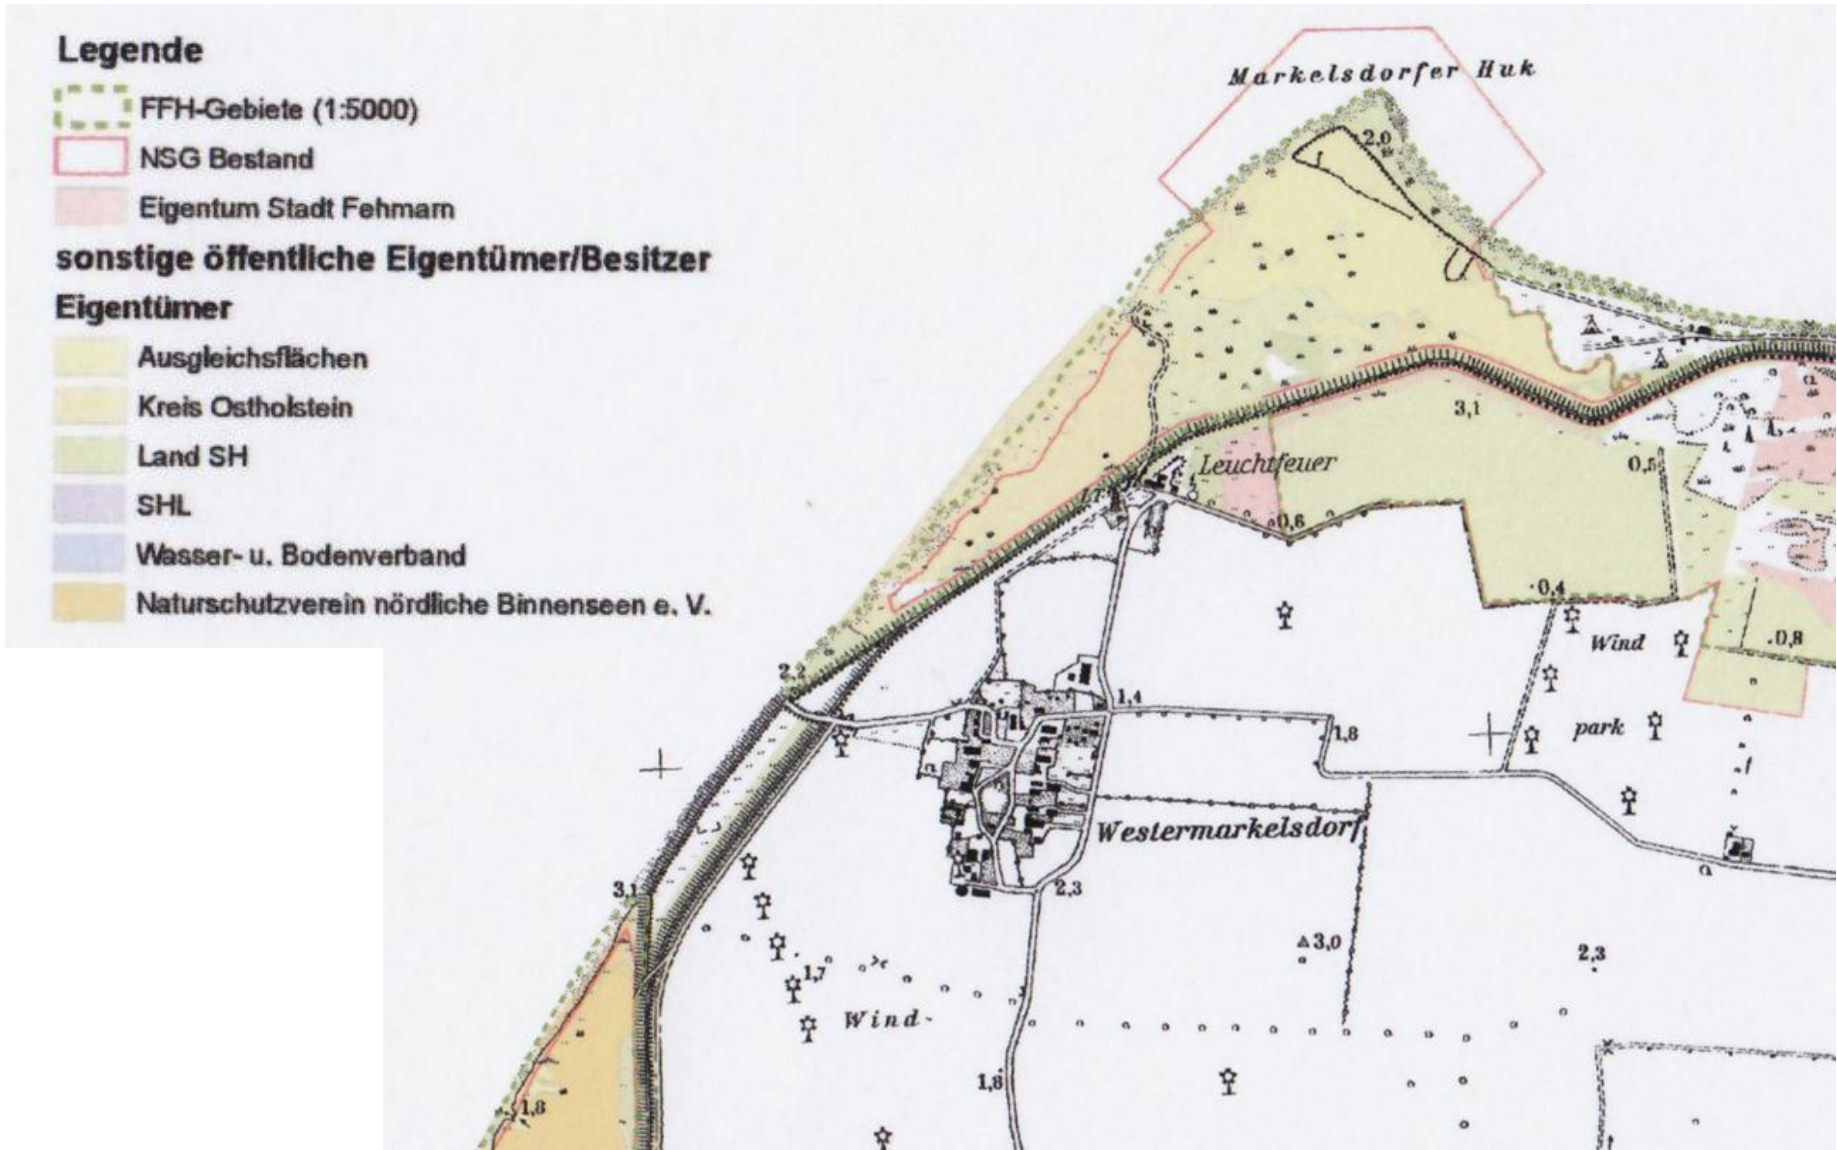 Legende
FFH-Gebiete (1:5000)
NSG Bestand
Eigentum Stadt Fehmarn
sonstige öffentliche Eigentümer/Besitzer
Eigentümer
Ausgleichsflächen
Kreis Ostholstein
Land SH
SHL
Wasser- u. Bodenverband
Naturschutzverein nördliche Binnenseen e. V.
Markelsdorfer Huk
2,0
3,1
Leuchtfeuer
0,5
0,6
0,4
Wind
0,8
2,2
1,4
park
1,8
Westermarkelsdorf
3,1
2,3
3,0
2,3
1,7
Wind-
1,8
1,8